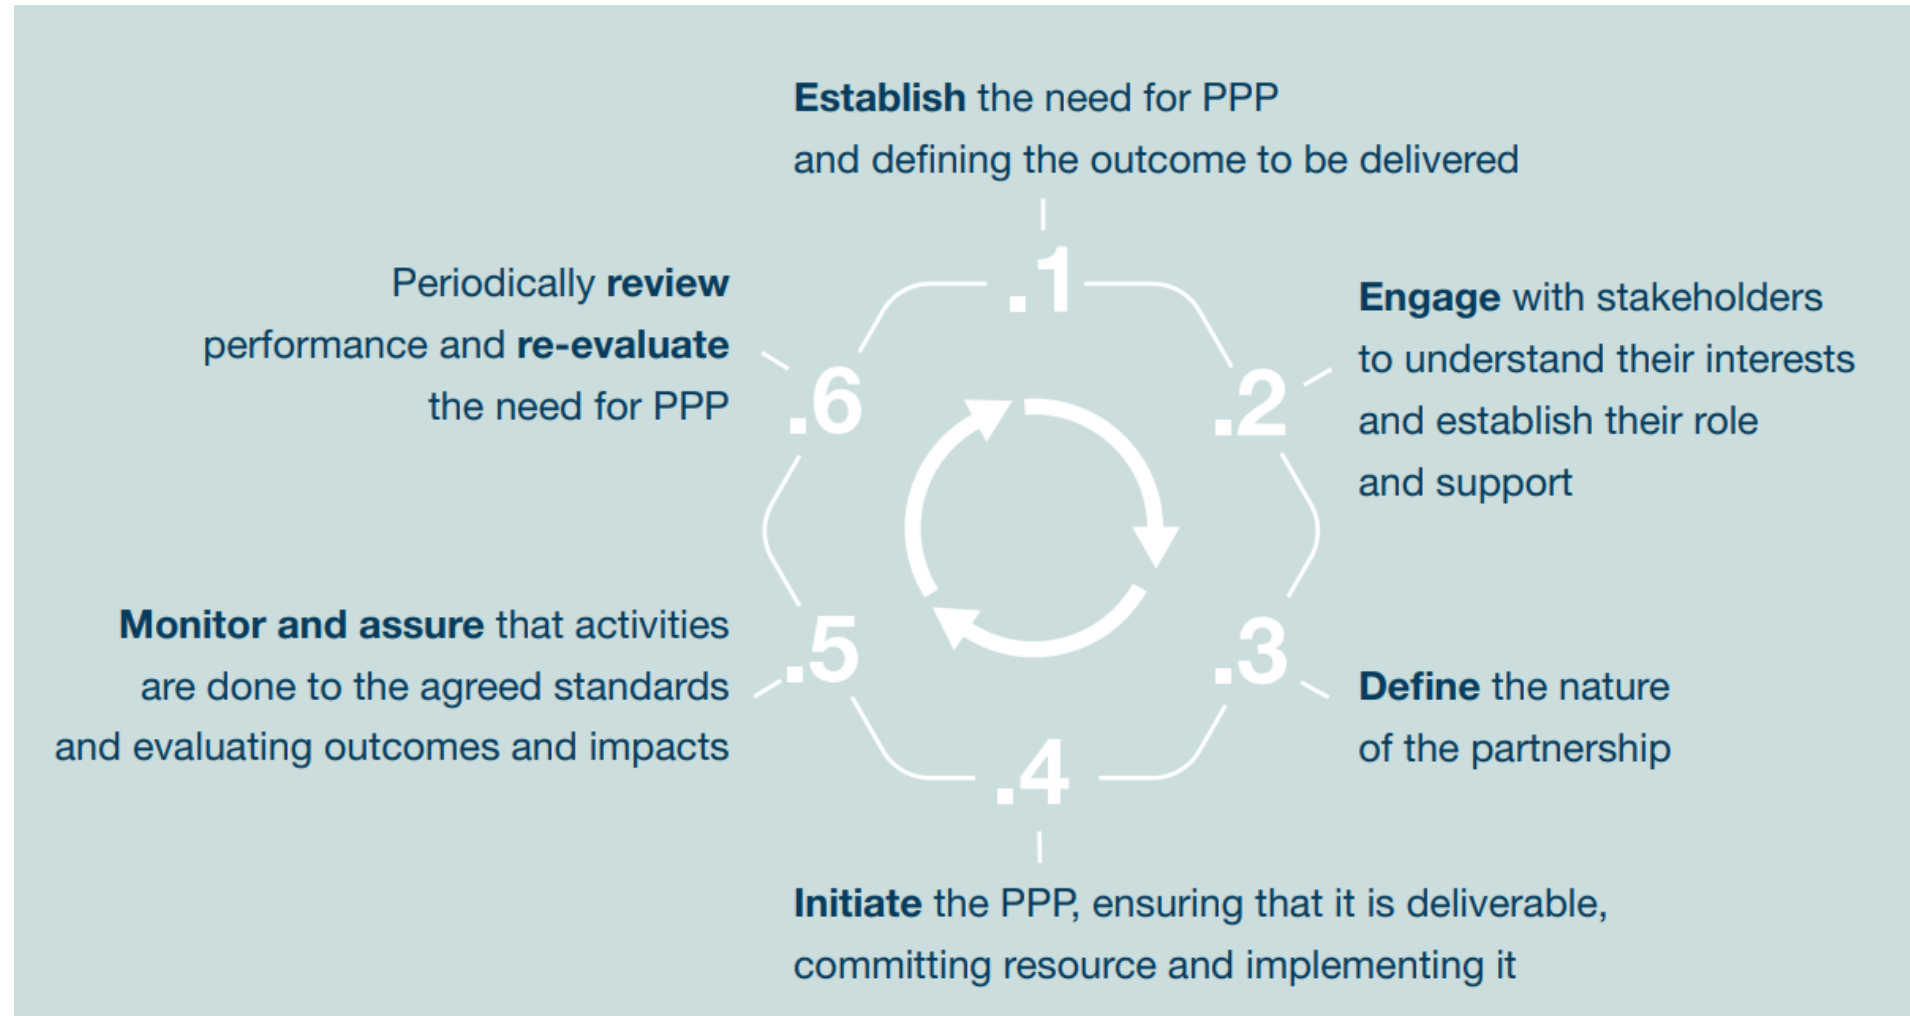 Establish the need for PPP
and defining the outcome to be delivered
.1
.2
Engage with stakeholders
to understand their interests
and establish their role
and support
.3
Define the nature
of the partnership
.4
Initiate the PPP, ensuring that it is deliverable,
committing resource and implementing it
.5
Monitor and assure that activities
are done to the agreed standards
and evaluating outcomes and impacts
.6
Periodically review
performance and re-evaluate
the need for PPP